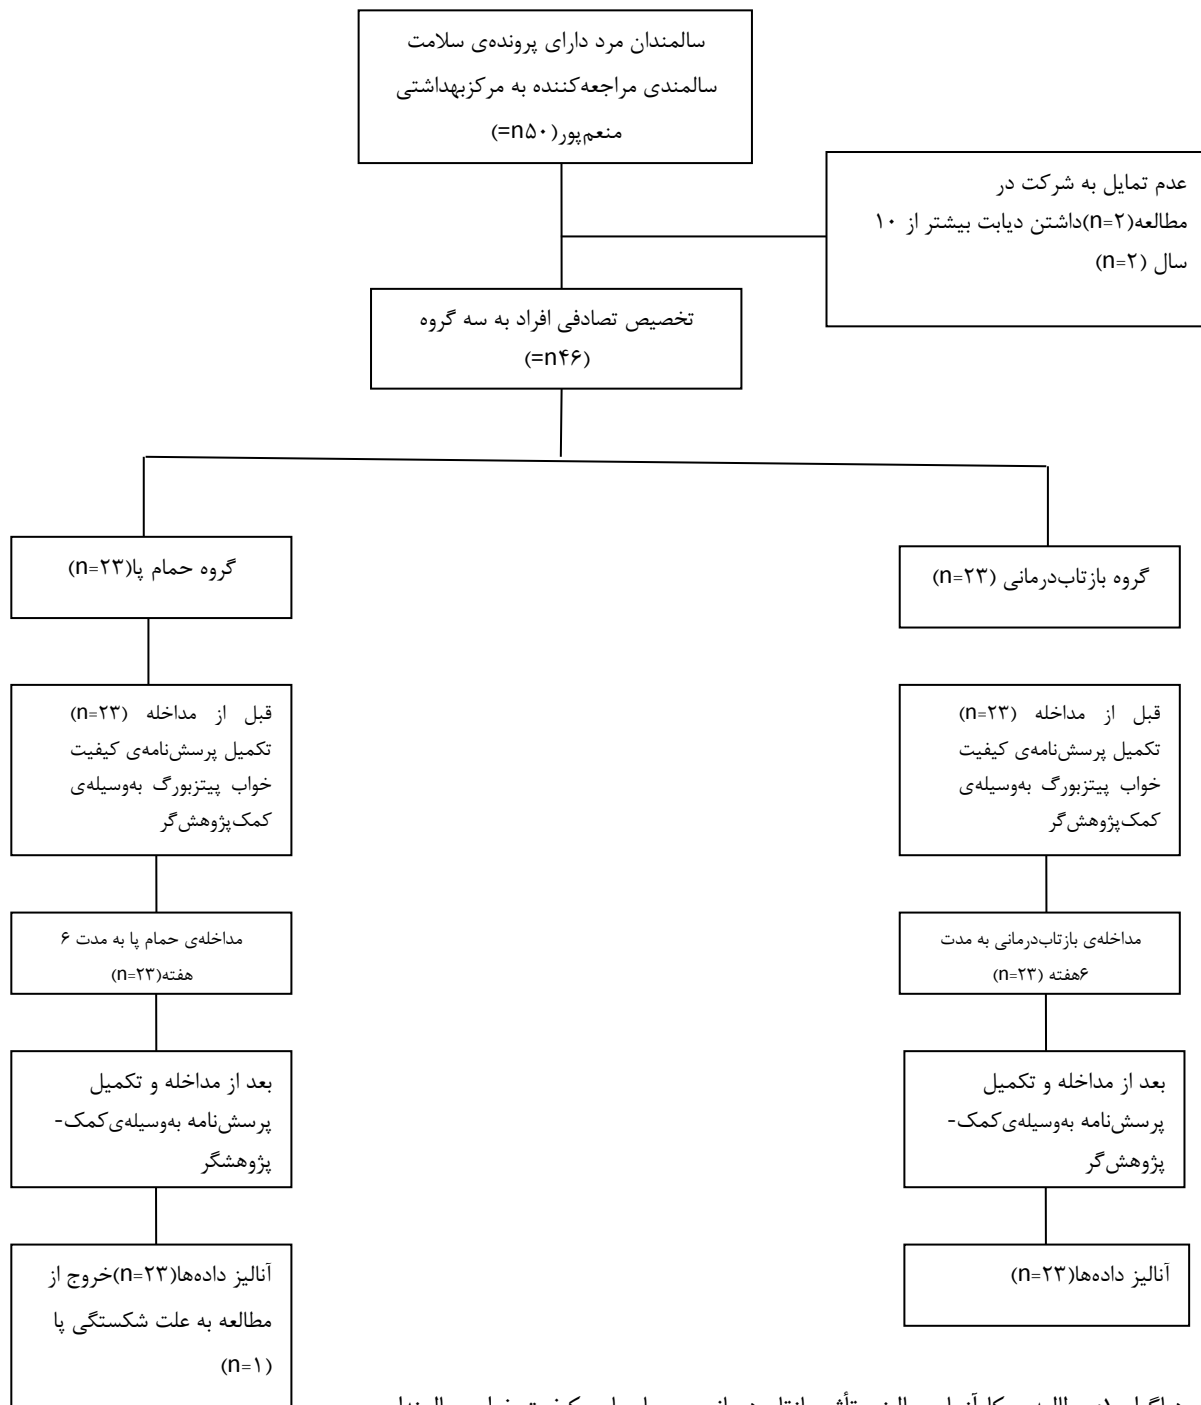 سالمندان مرد دارای پرونده‌ی سلامت
سالمندی مراجعه‌کننده به مرکزبهداشتی
منعم‌پور(n۵۰=)
عدم تمایل به شرکت در
مطالعه(n=۲)داشتن دیابت بیشتر از ۱۰
سال (n=۲)
تخصیص تصادفی افراد به سه گروه
(n۴۶=)
گروه بازتاب‌درمانی (n=۲۳)
قبل از مداخله (n=۲۳)
تکمیل پرسش‌نامه‌ی کیفیت
خواب پیتزبورگ به‌وسیله‌ی
کمک‌پژوهش‌گر
مداخله‌ی بازتاب‌درمانی به مدت
۶هفته (n=۲۳)
بعد از مداخله و تکمیل
پرسش‌نامه به‌وسیله‌ی کمک-
پژوهش‌گر
آنالیز داده‌ها(n=۲۳)
گروه حمام پا(n=۲۳)
قبل از مداخله (n=۲۳)
تکمیل پرسش‌نامه‌ی کیفیت
خواب پیتزبورگ به‌وسیله‌ی
کمک‌پژوهش‌گر
مداخله‌ی حمام پا به مدت ۶
هفته(n=۲۳)
بعد از مداخله و تکمیل
پرسش‌نامه به‌وسیله‌ی کمک-
پژوهشگر
آنالیز داده‌ها(n=۲۳)خروج از
مطالعه به علت شکستگی پا
(n=۱)